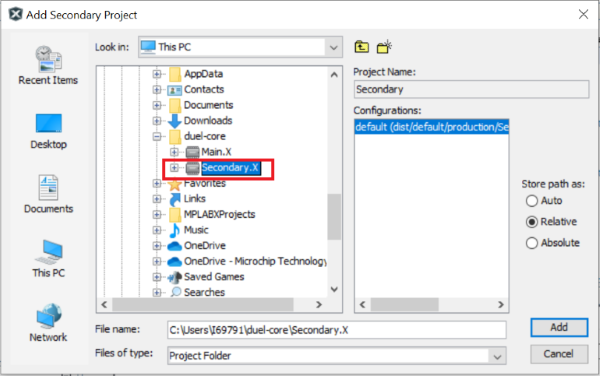 Add Secondary Project
Look in:
This PC
Recent Items
Desktop
Documents
This PC
Network
AppData
Contacts
Documents
Downloads
duel-core
Main.X
Secondary.X
Favorites
Links
MPLABXProjects
Music
OneDrive
OneDrive - Microchip Technology
Saved Games
Searches
Project Name:
Secondary
Configurations:
default (dist/default/production/Se
Store path as:
Auto
Relative
Absolute
File name:
C:\Users\I69791\duel-core\Secondary.X
Add
Files of type:
Project Folder
Cancel